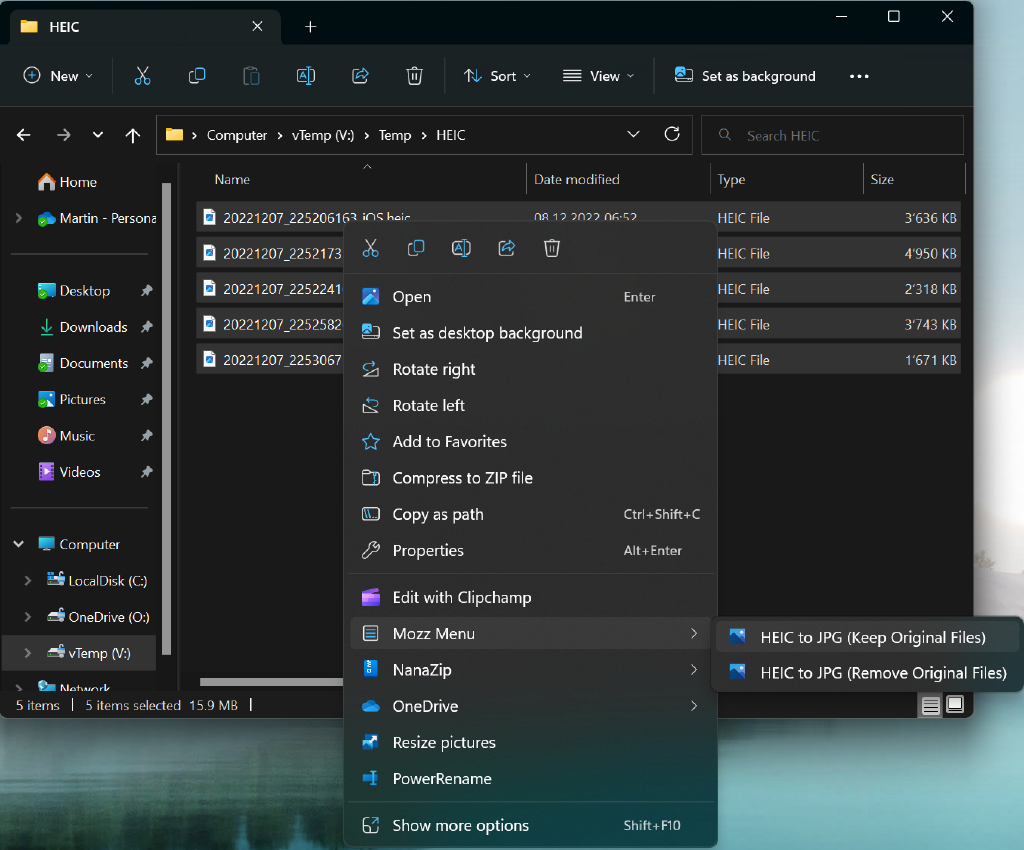 HEIC
New
Sort
View
Set as background
Computer
vTemp (V:)
Temp
HEIC
Search HEIC
Name
Date modified
Type
Size
20221207_225206163_iOS.heic
08.12.2022 06:52
HEIC File
3'636 KB
20221207_2252173
HEIC File
4'950 KB
20221207_2252241
HEIC File
2'318 KB
20221207_2252582
HEIC File
3'743 KB
20221207_2253067
HEIC File
1'671 KB
Home
Martin - Persona
Desktop
Downloads
Documents
Pictures
Music
Videos
Computer
LocalDisk (C:)
OneDrive (O:)
vTemp (V:)
Network
5 items
5 items selected 15.9 MB
Open Enter
Set as desktop background
Rotate right
Rotate left
Add to Favorites
Compress to ZIP file
Copy as path Ctrl+Shift+C
Properties Alt+Enter
Edit with Clipchamp
Mozz Menu
NanaZip
OneDrive
Resize pictures
PowerRename
Show more options Shift+F10
HEIC to JPG (Keep Original Files)
HEIC to JPG (Remove Original Files)